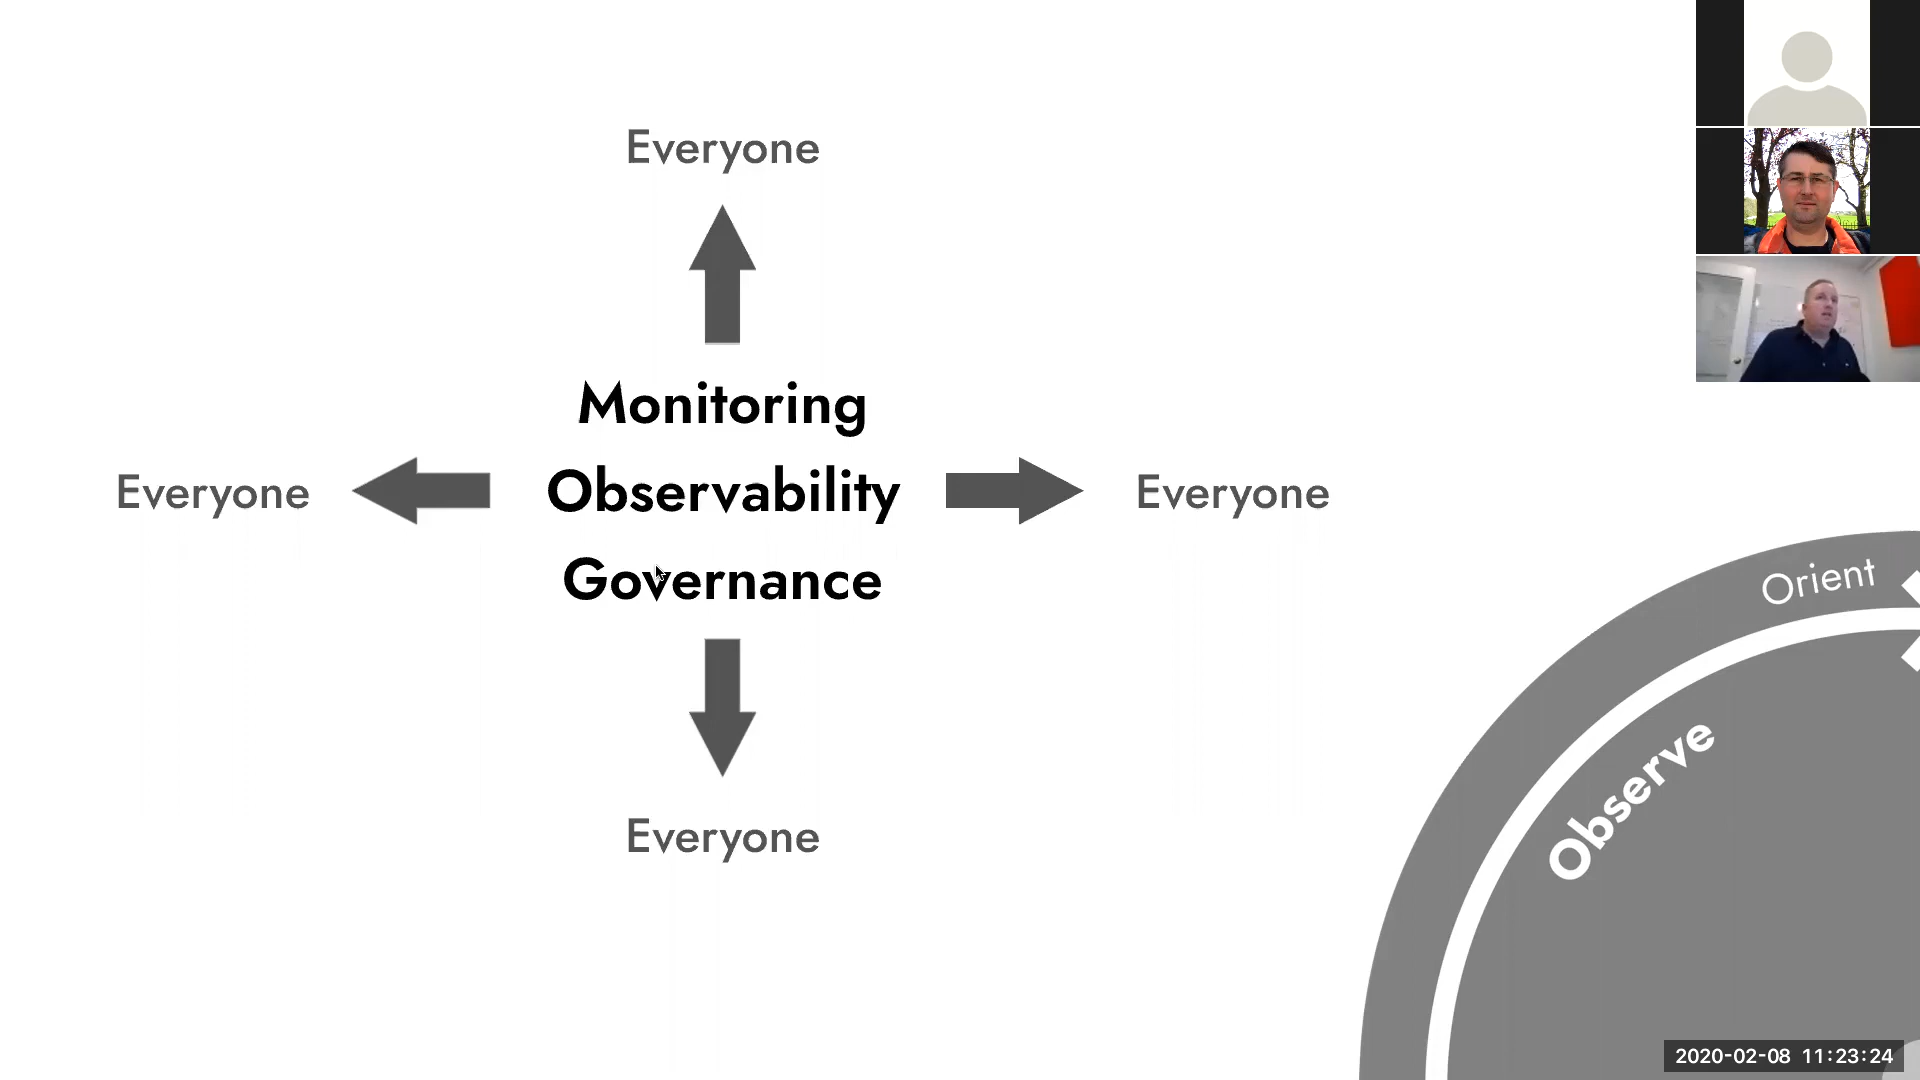 Everyone
Monitoring
Everyone
Observability
Everyone
Governance
Everyone
Orient
Observe
2020-02-08 11:23:24